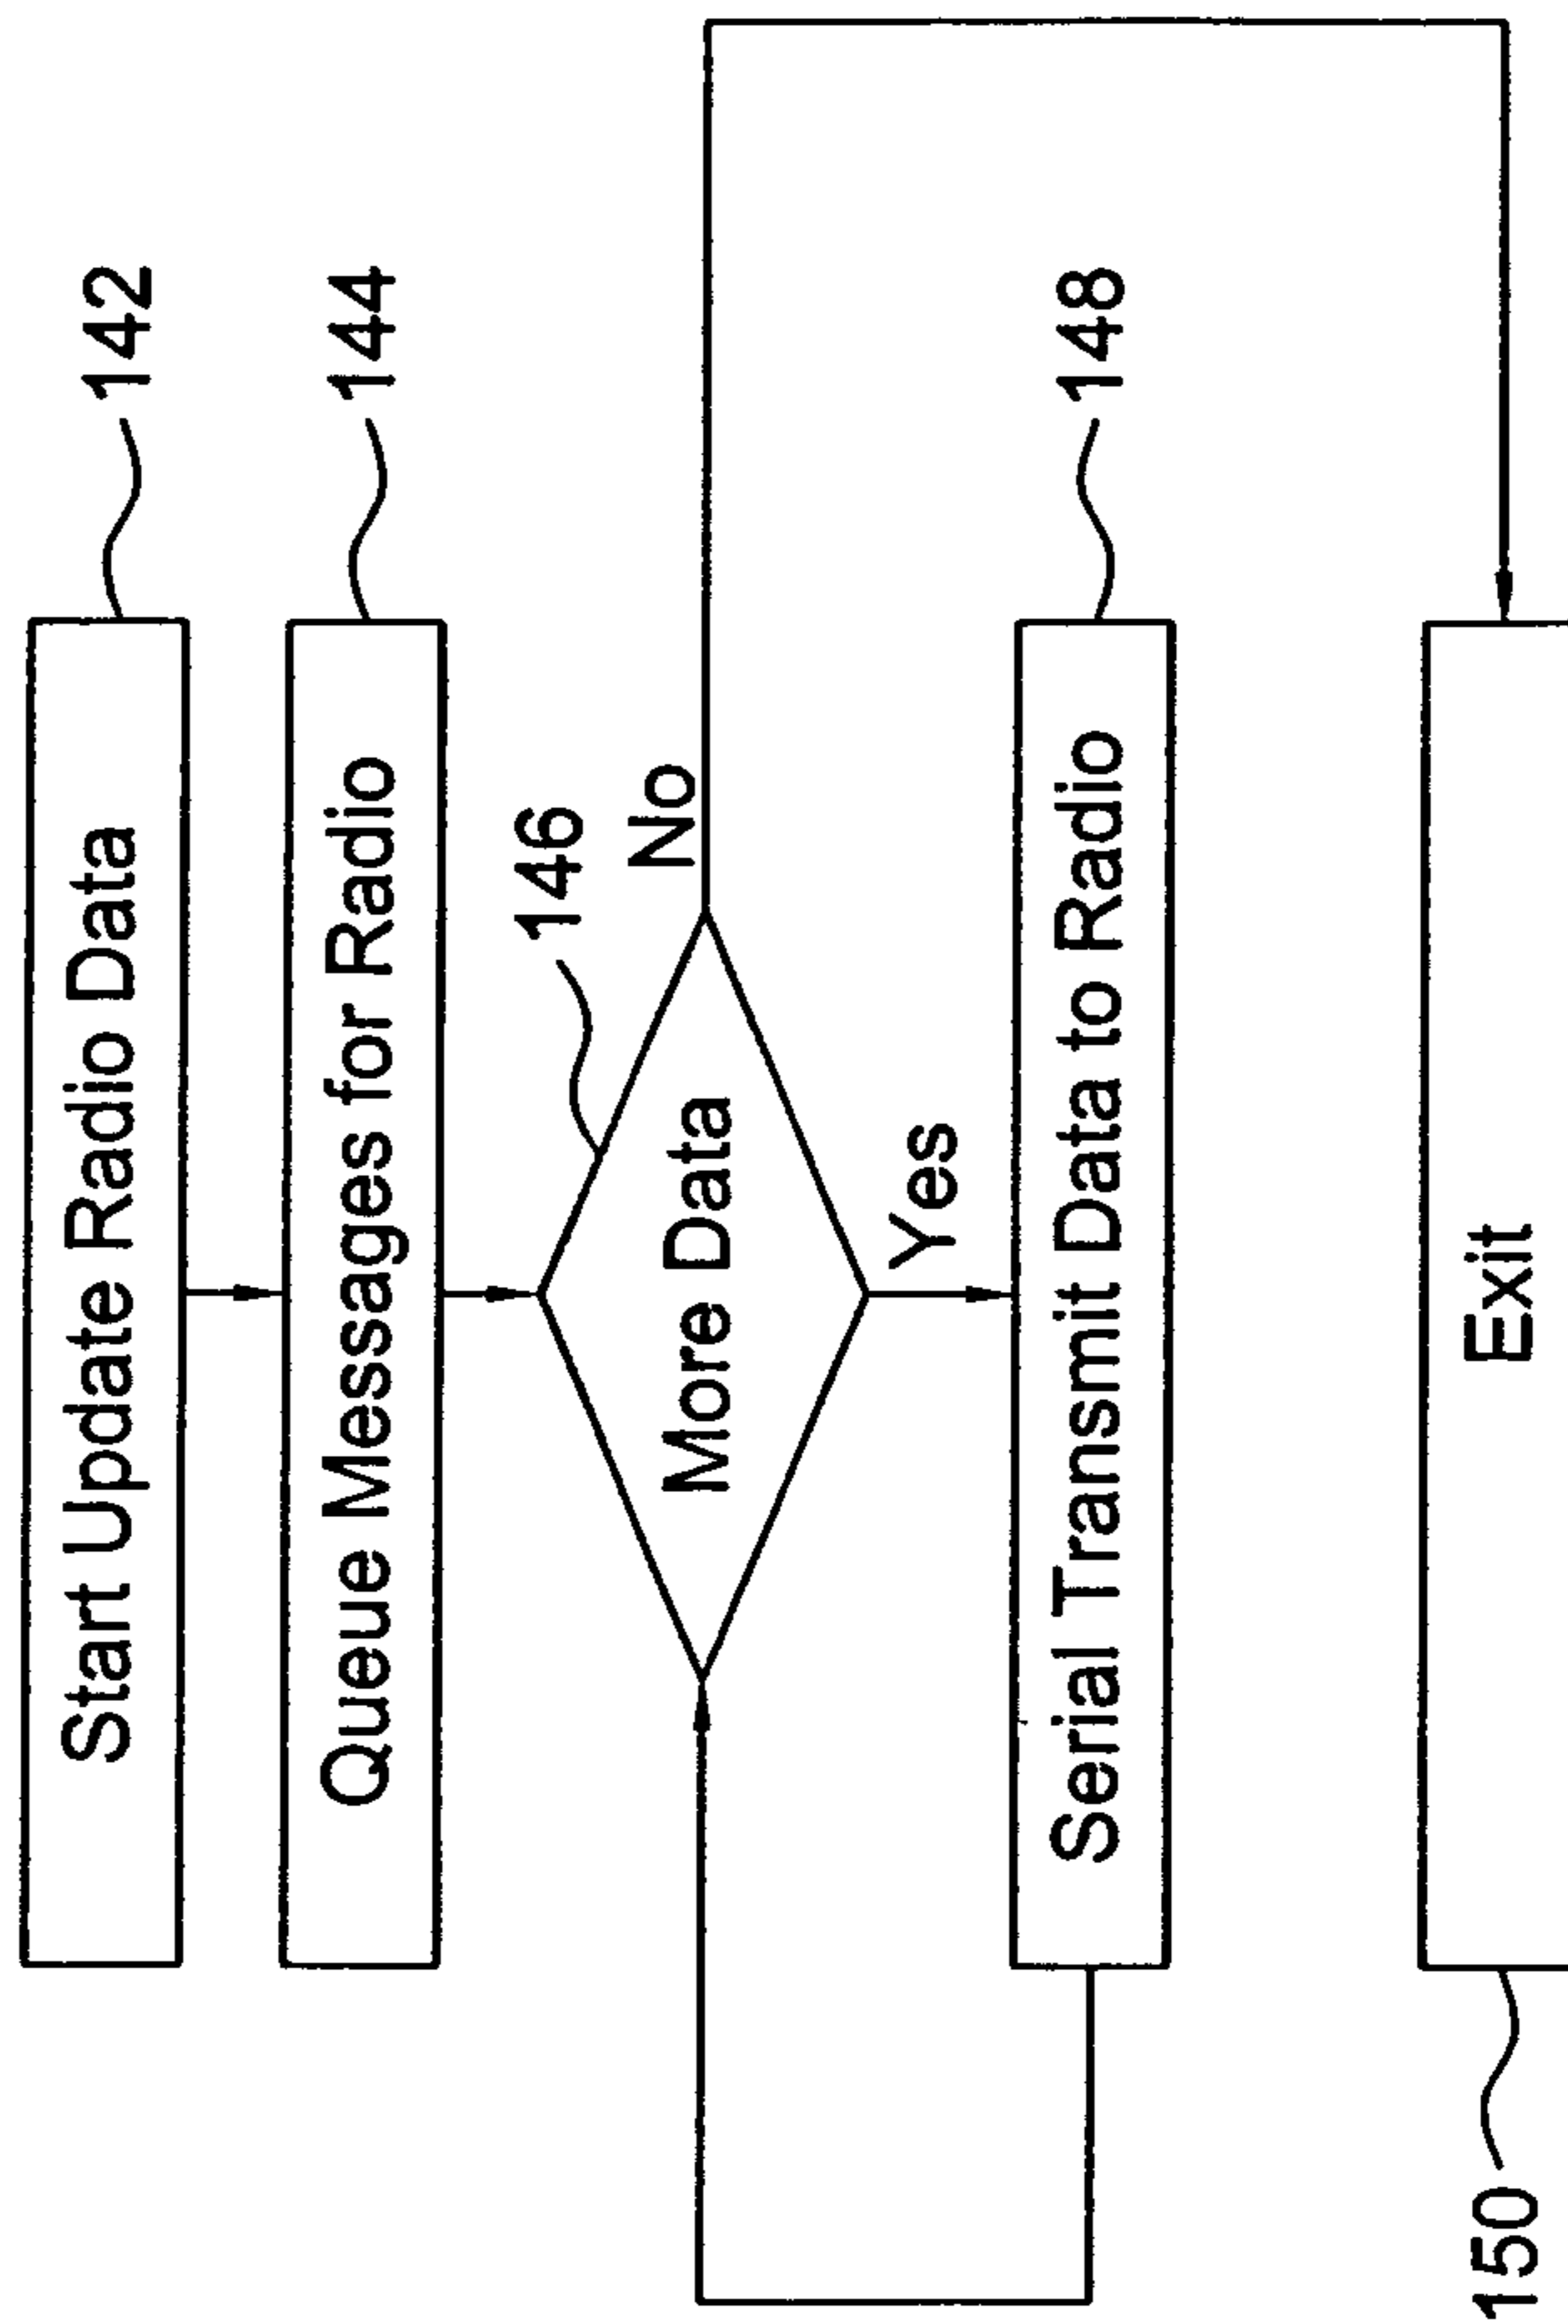 Start Update Radio Data
142
Queue Messages for Radio
144
146
More Data
No
Yes
Serial Transmit Data to Radio
148
Exit
150